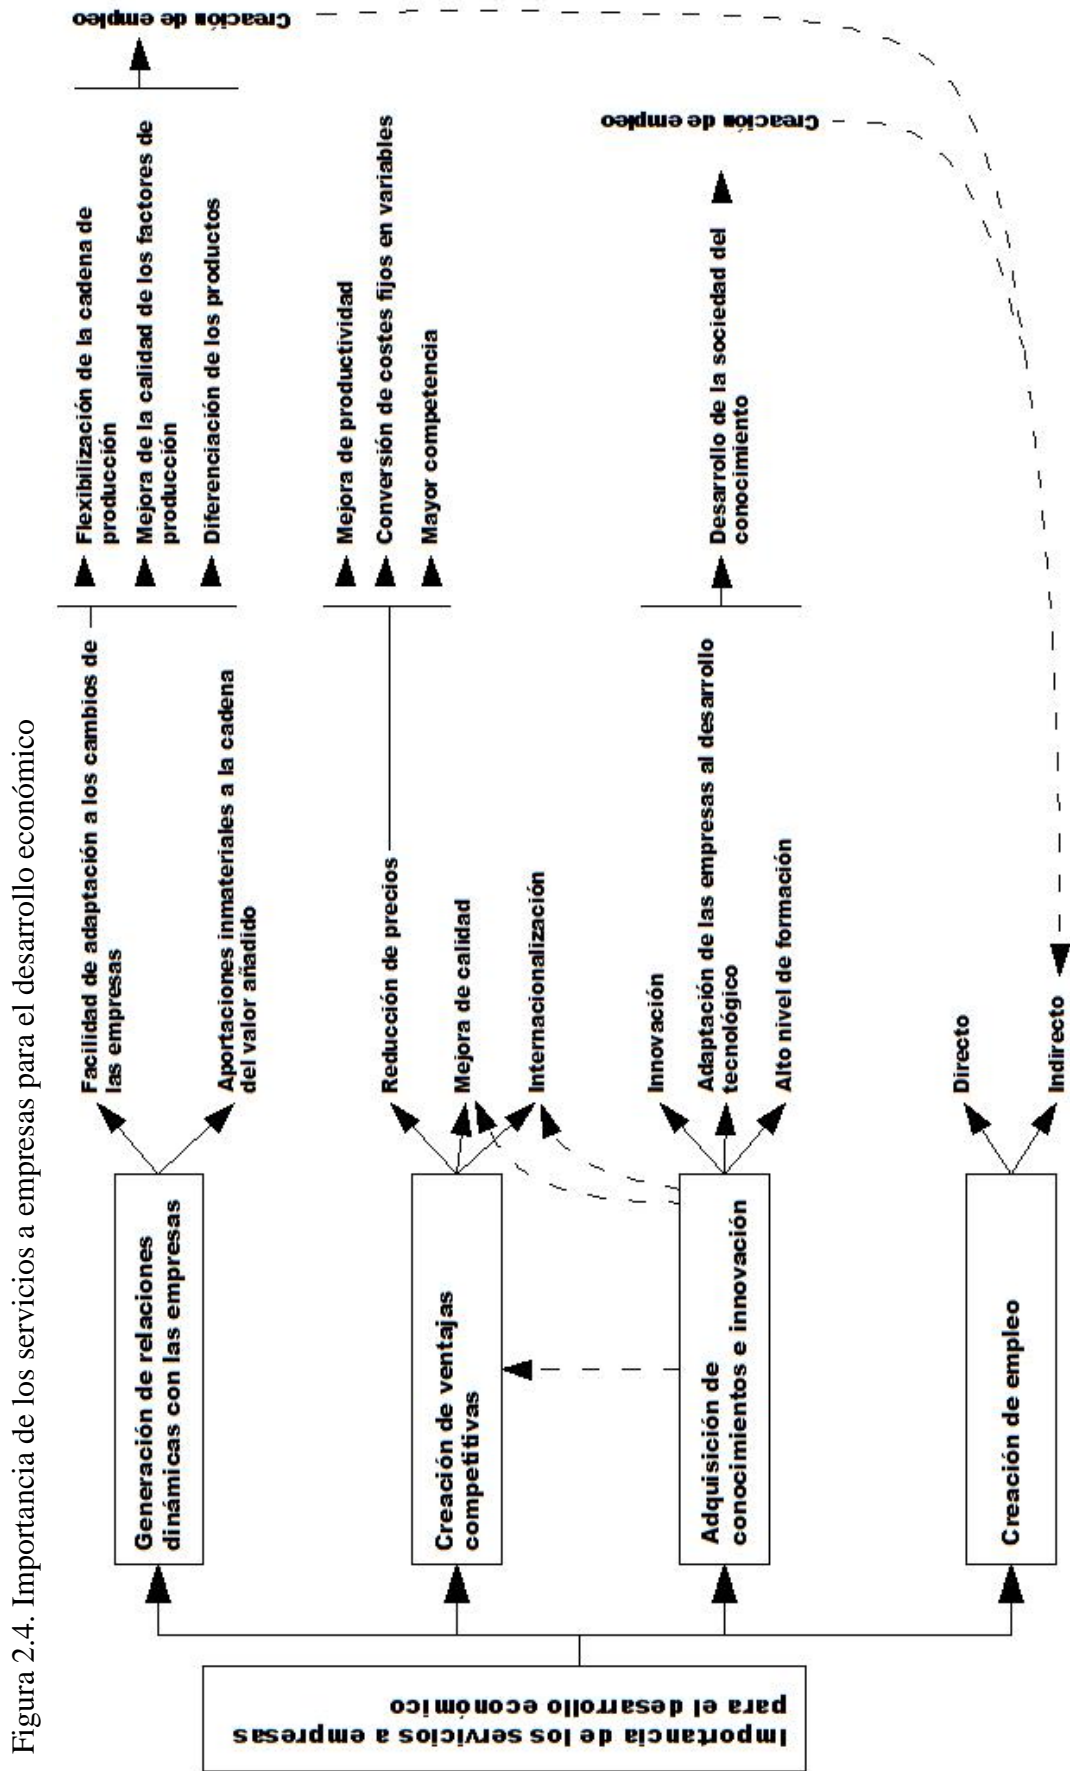 Figura 2.4. Importancia de los servicios a empresas para el desarrollo económico
Importancia de los servicios a empresas
para el desarrollo económico
Generación de relaciones
dinámicas con las empresas
Facilidad de adaptación a los cambios de
las empresas
Aportaciones inmateriales a la cadena
del valor añadido
Flexibilización de la cadena de
producción
Mejora de la calidad de los factores de
producción
Diferenciación de los productos
Creación de empleo
Creación de ventajas
competitivas
Reducción de precios
Mejora de calidad
Internacionalización
Mejora de productividad
Conversión de costes fijos en variables
Mayor competencia
Adquisición de
conocimientos e innovación
Innovación
Adaptación de las empresas al desarrollo
tecnológico
Alto nivel de formación
Desarrollo de la sociedad del
conocimiento
Creación de empleo
Creación de empleo
Directo
Indirecto